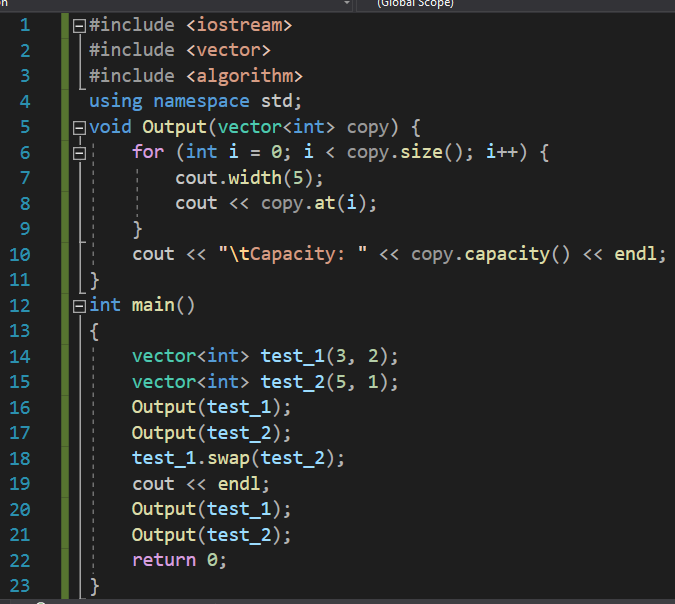 n (Global Scope)
1 #include <iostream>
2 #include <vector>
3 #include <algorithm>
4 using namespace std;
5 void Output(vector<int> copy) {
6 for (int i = 0; i < copy.size(); i++) {
7 cout.width(5);
8 cout << copy.at(i);
9 }
10 cout << "\tCapacity: " << copy.capacity() << endl;
11 }
12 int main()
13 {
14 vector<int> test_1(3, 2);
15 vector<int> test_2(5, 1);
16 Output(test_1);
17 Output(test_2);
18 test_1.swap(test_2);
19 cout << endl;
20 Output(test_1);
21 Output(test_2);
22 return 0;
23 }